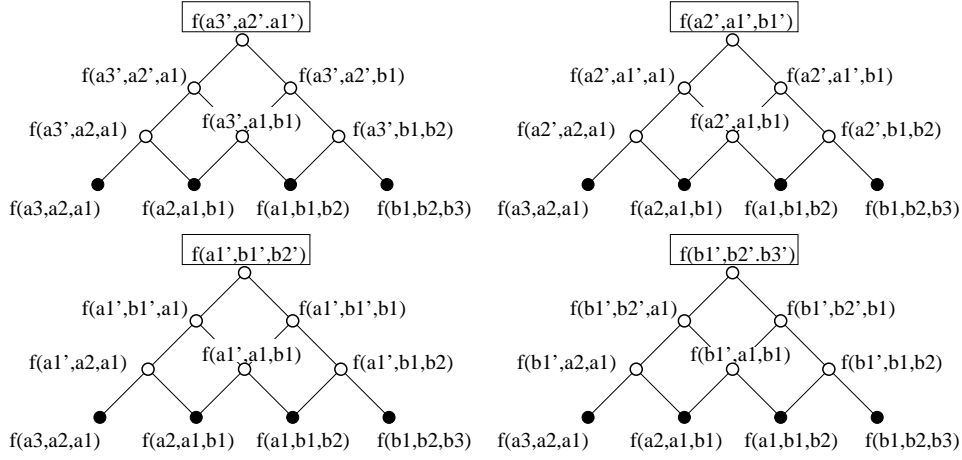 f(a3’,a2’.a1’)
f(a3’,a2’,a1)
f(a3’,a2’,b1)
f(a3’,a2,a1)
f(a3’,a1,b1)
f(a3’,b1,b2)
f(a3,a2,a1)
f(a2,a1,b1)
f(a1,b1,b2)
f(b1,b2,b3)
f(a2’,a1’,b1’)
f(a2’,a1’,a1)
f(a2’,a1’,b1)
f(a2’,a2,a1)
f(a2’,a1,b1)
f(a2’,b1,b2)
f(a3,a2,a1)
f(a2,a1,b1)
f(a1,b1,b2)
f(b1,b2,b3)
f(a1’,b1’,b2’)
f(a1’,b1’,a1)
f(a1’,b1’,b1)
f(a1’,a2,a1)
f(a1’,a1,b1)
f(a1’,b1,b2)
f(a3,a2,a1)
f(a2,a1,b1)
f(a1,b1,b2)
f(b1,b2,b3)
f(b1’,b2’.b3’)
f(b1’,b2’,a1)
f(b1’,b2’,b1)
f(b1’,a2,a1)
f(b1’,a1,b1)
f(b1’,b1,b2)
f(a3,a2,a1)
f(a2,a1,b1)
f(a1,b1,b2)
f(b1,b2,b3)